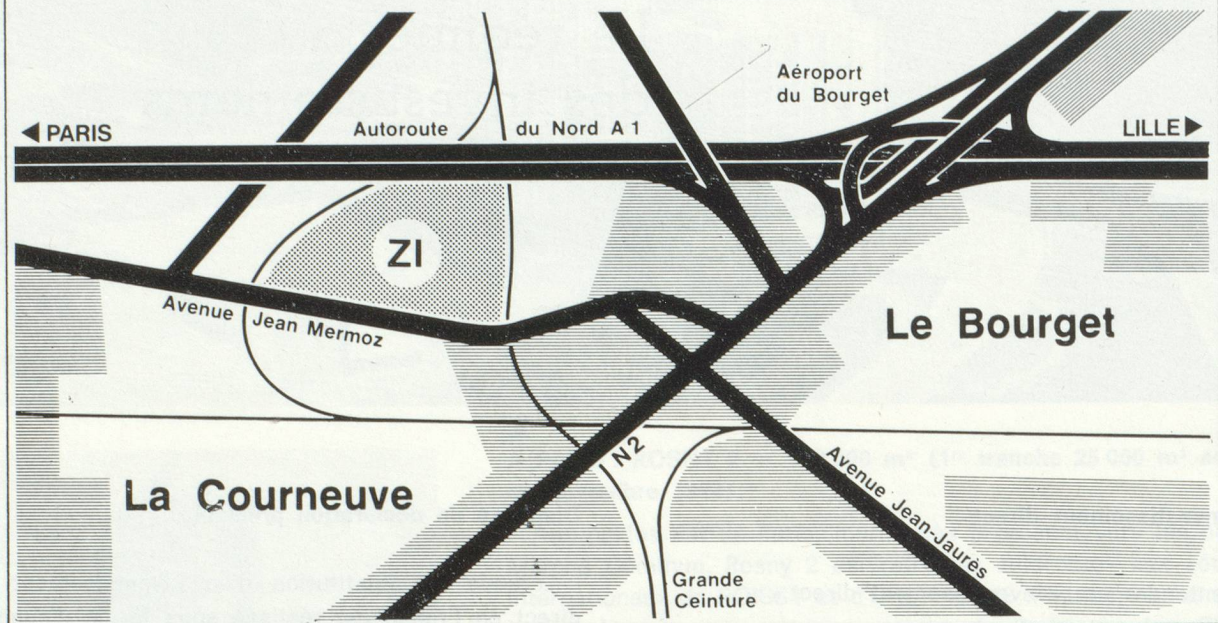 Aéroport
du Bourget
◀ PARIS
Autoroute du Nord A 1
LILLE ▶
ZI
Avenue Jean Mermoz
Le Bourget
La Courneuve
N2
Avenue Jean-Jaurès
Grande
Ceinture